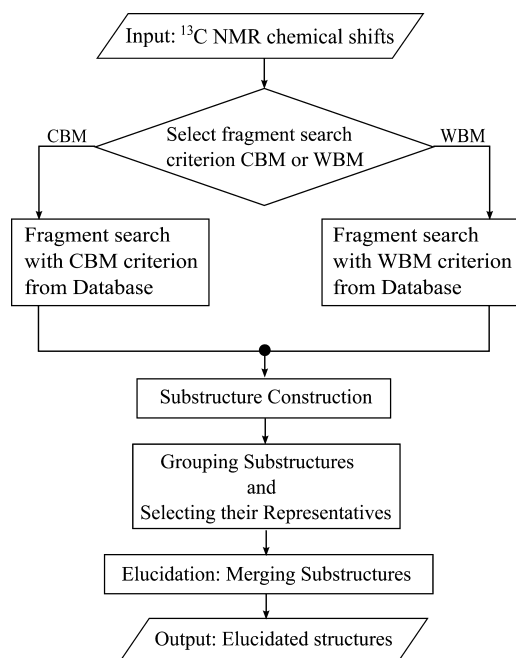 Input: ¹³C NMR chemical shifts
CBM
Select fragment search
criterion CBM or WBM
WBM
Fragment search
with CBM criterion
from Database
Fragment search
with WBM criterion
from Database
Substructure Construction
Grouping Substructures
and
Selecting their Representatives
Elucidation: Merging Substructures
Output: Elucidated structures